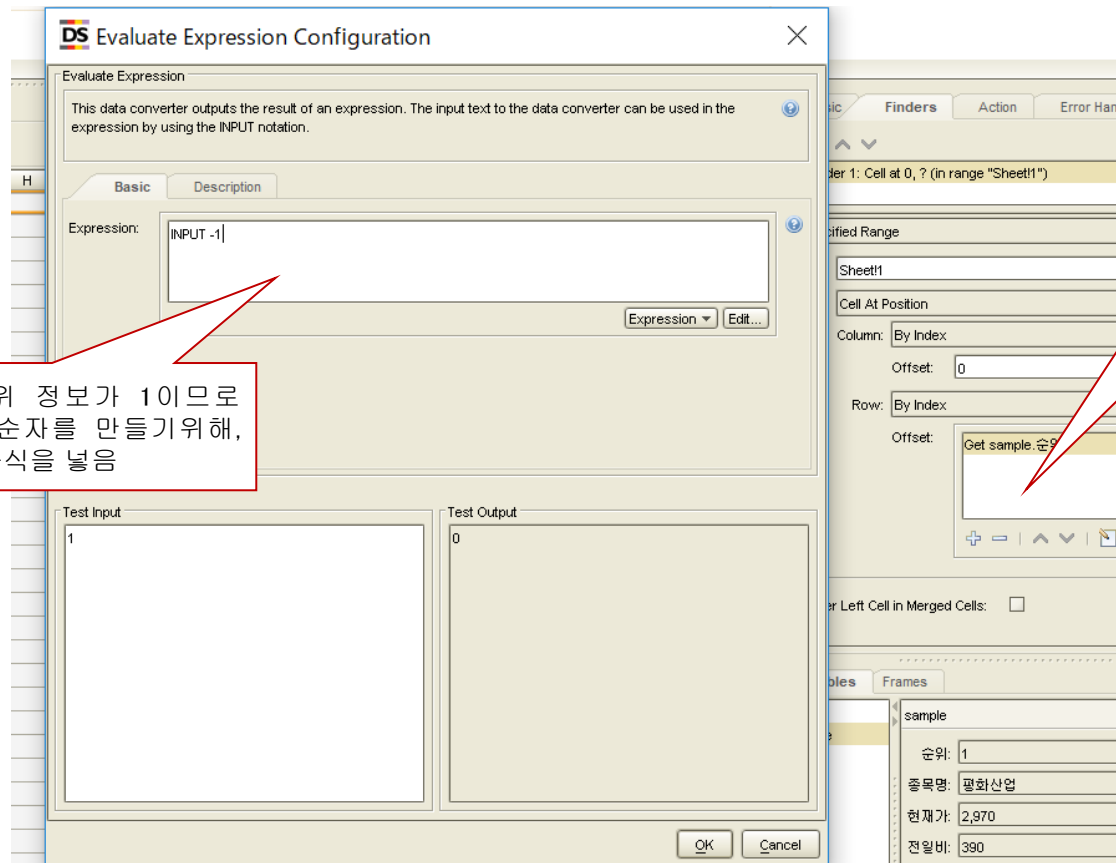 DS Evaluate Expression Configuration
Evaluate Expression
This data converter outputs the result of an expression. The input text to the data converter can be used in the
expression by using the INPUT notation.
Basic
Description
Expression:
INPUT -1
Expression
Edit...
정보가 1이므로
순자를 만들기위해,
식을 넣음
Test Input
1
Test Output
0
OK
Cancel
H
Finders
Action
Error Han
der 1: Cell at 0, ? (in range "Sheet!1")
cified Range
Sheet!1
Cell At Position
Column:
By Index
Offset:
0
Row:
By Index
Offset:
Get sample.순위
er Left Cell in Merged Cells:
bles
Frames
sample
순위:
1
종목명:
평화산업
현재가:
2,970
전일비:
390